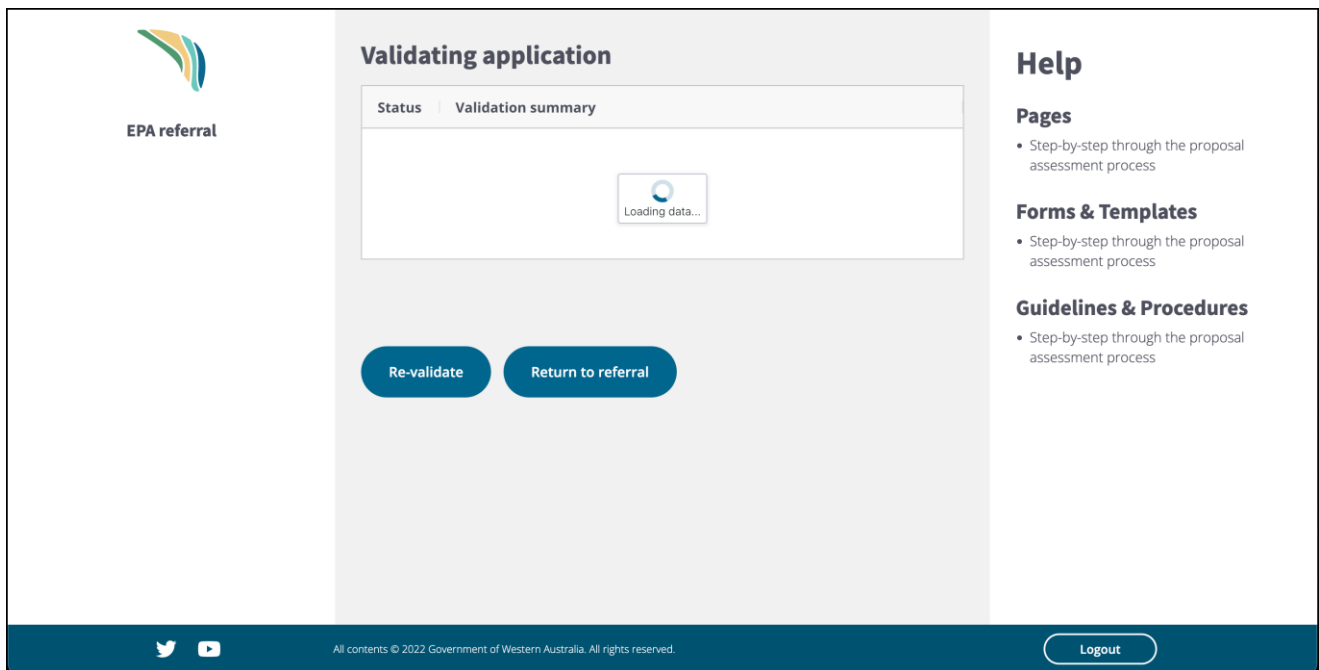 EPA referral
Validating application
Status Validation summary
Loading data...
Re-validate Return to referral
Help
Pages
• Step-by-step through the proposal
assessment process
Forms & Templates
• Step-by-step through the proposal
assessment process
Guidelines & Procedures
• Step-by-step through the proposal
assessment process
All contents © 2022 Government of Western Australia. All rights reserved.
Logout